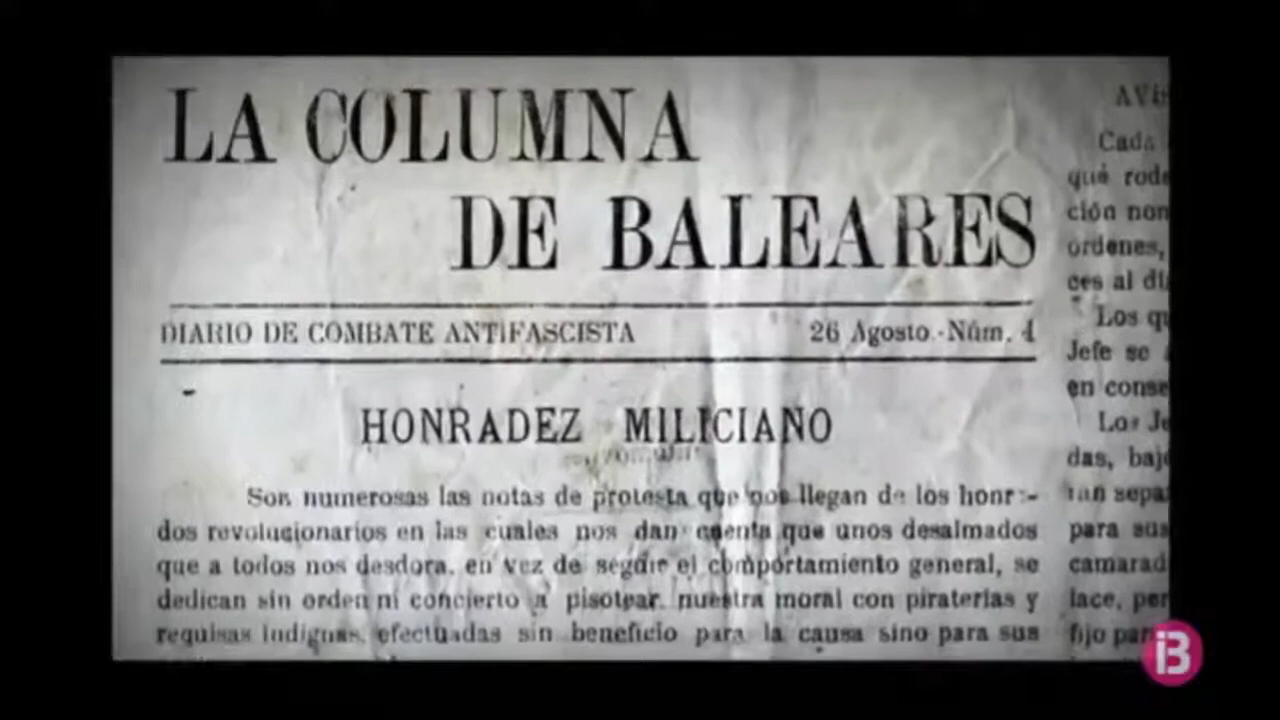 LA COLUMNA
DE BALEARES
DIARIO DE COMBATE ANTIFASCISTA 26 Agosto.-Núm. 4
HONRADEZ MILICIANO
Son numerosas las notas de protesta que nos llegan de los honra-
dos revolucionarios en las cuales nos dan cuenta que unos desalmados
que a todos nos desdora, en vez de seguir el comportamiento general, se
dedican sin orden ni concierto a pisotear nuestra moral con piraterías y
requisas indignas, efectuadas sin beneficio para la causa sino para sus
Cada
qué rod
ción non
ordenes,
ces al di
Los qu
Jefe se
en conse
Los Je
das, baj
ran sepa
para sus
camarad
lace, per
fijo par
iB